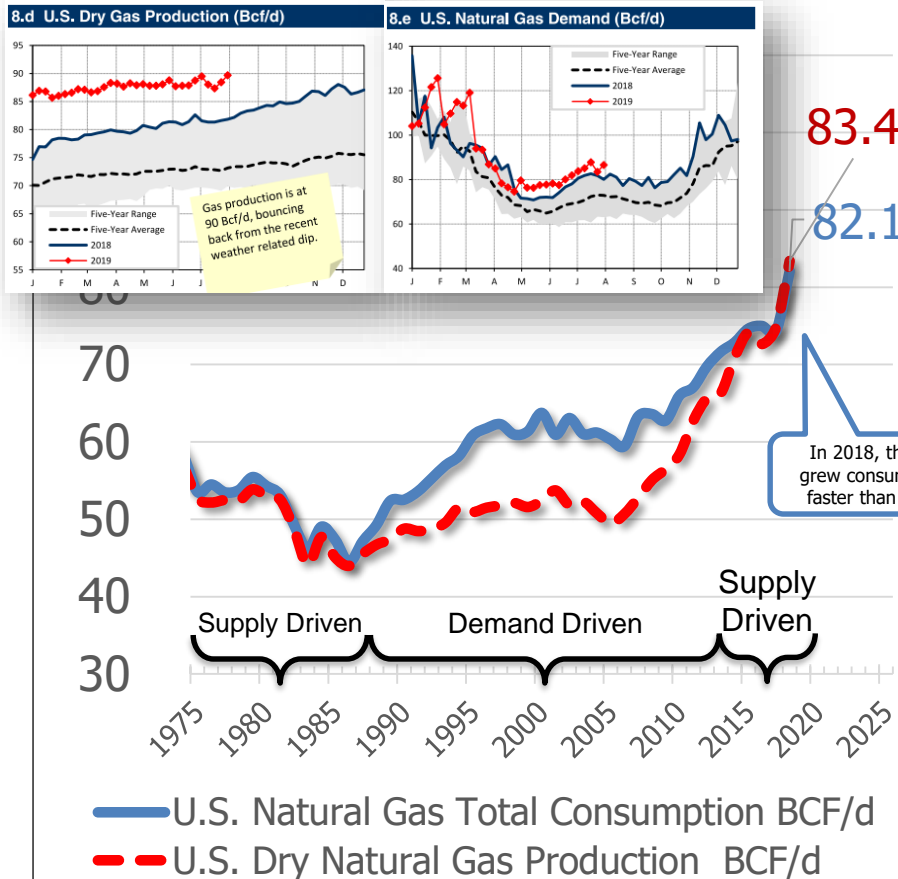 8.d U.S. Dry Gas Production (Bcf/d)
95
90
85
80
75
70
65
60
55
Five-Year Range
Five-Year Average
2018
2019
J F M A M J J N D
Gas production is at
90 Bcf/d, bouncing
back from the recent
weather related dip.
8.e U.S. Natural Gas Demand (Bcf/d)
140
120
100
80
60
40
Five-Year Range
Five-Year Average
2018
2019
J F M A M J J A S O N D
83.4
82.1
80
70
60
50
40
30
In 2018, th
grew consum
faster than
Supply Driven
Demand Driven
Supply
Driven
1975 1980 1985 1990 1995 2000 2005 2010 2015 2020 2025
U.S. Natural Gas Total Consumption BCF/d
U.S. Dry Natural Gas Production BCF/d